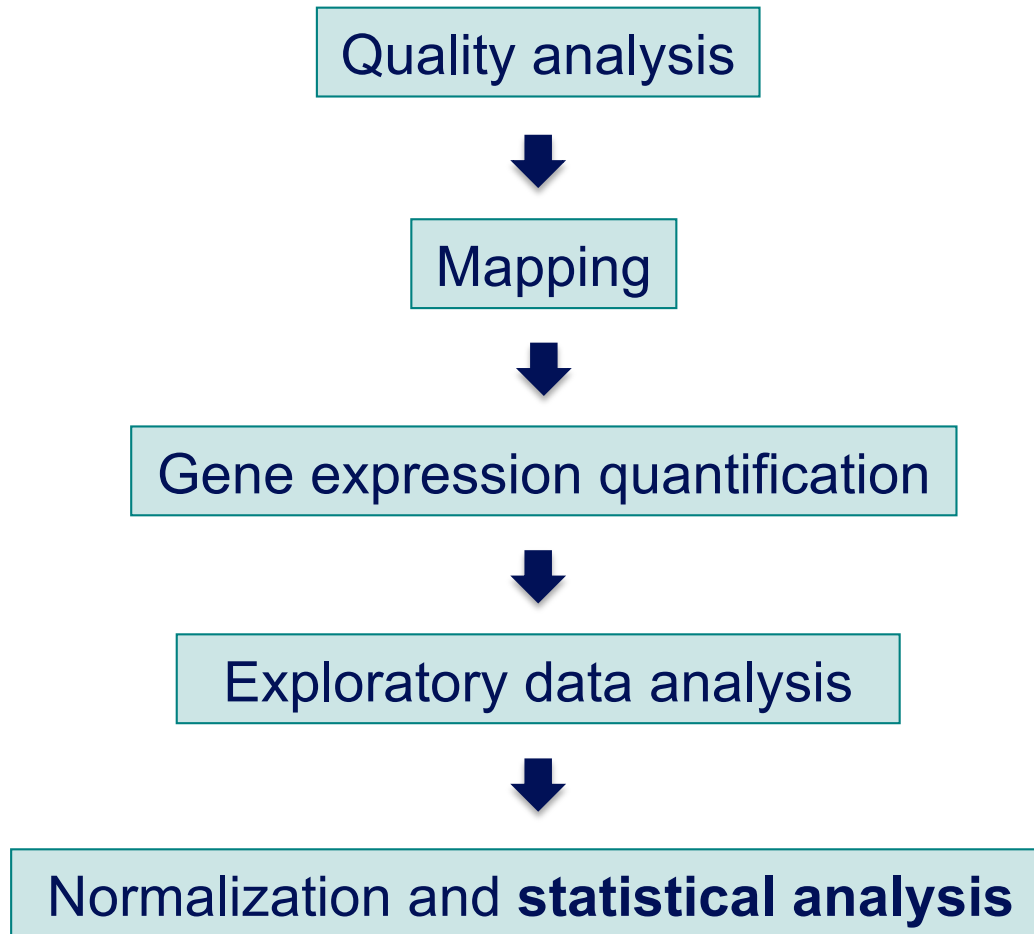 Quality analysis
Mapping
Gene expression quantification
Exploratory data analysis
Normalization and statistical analysis